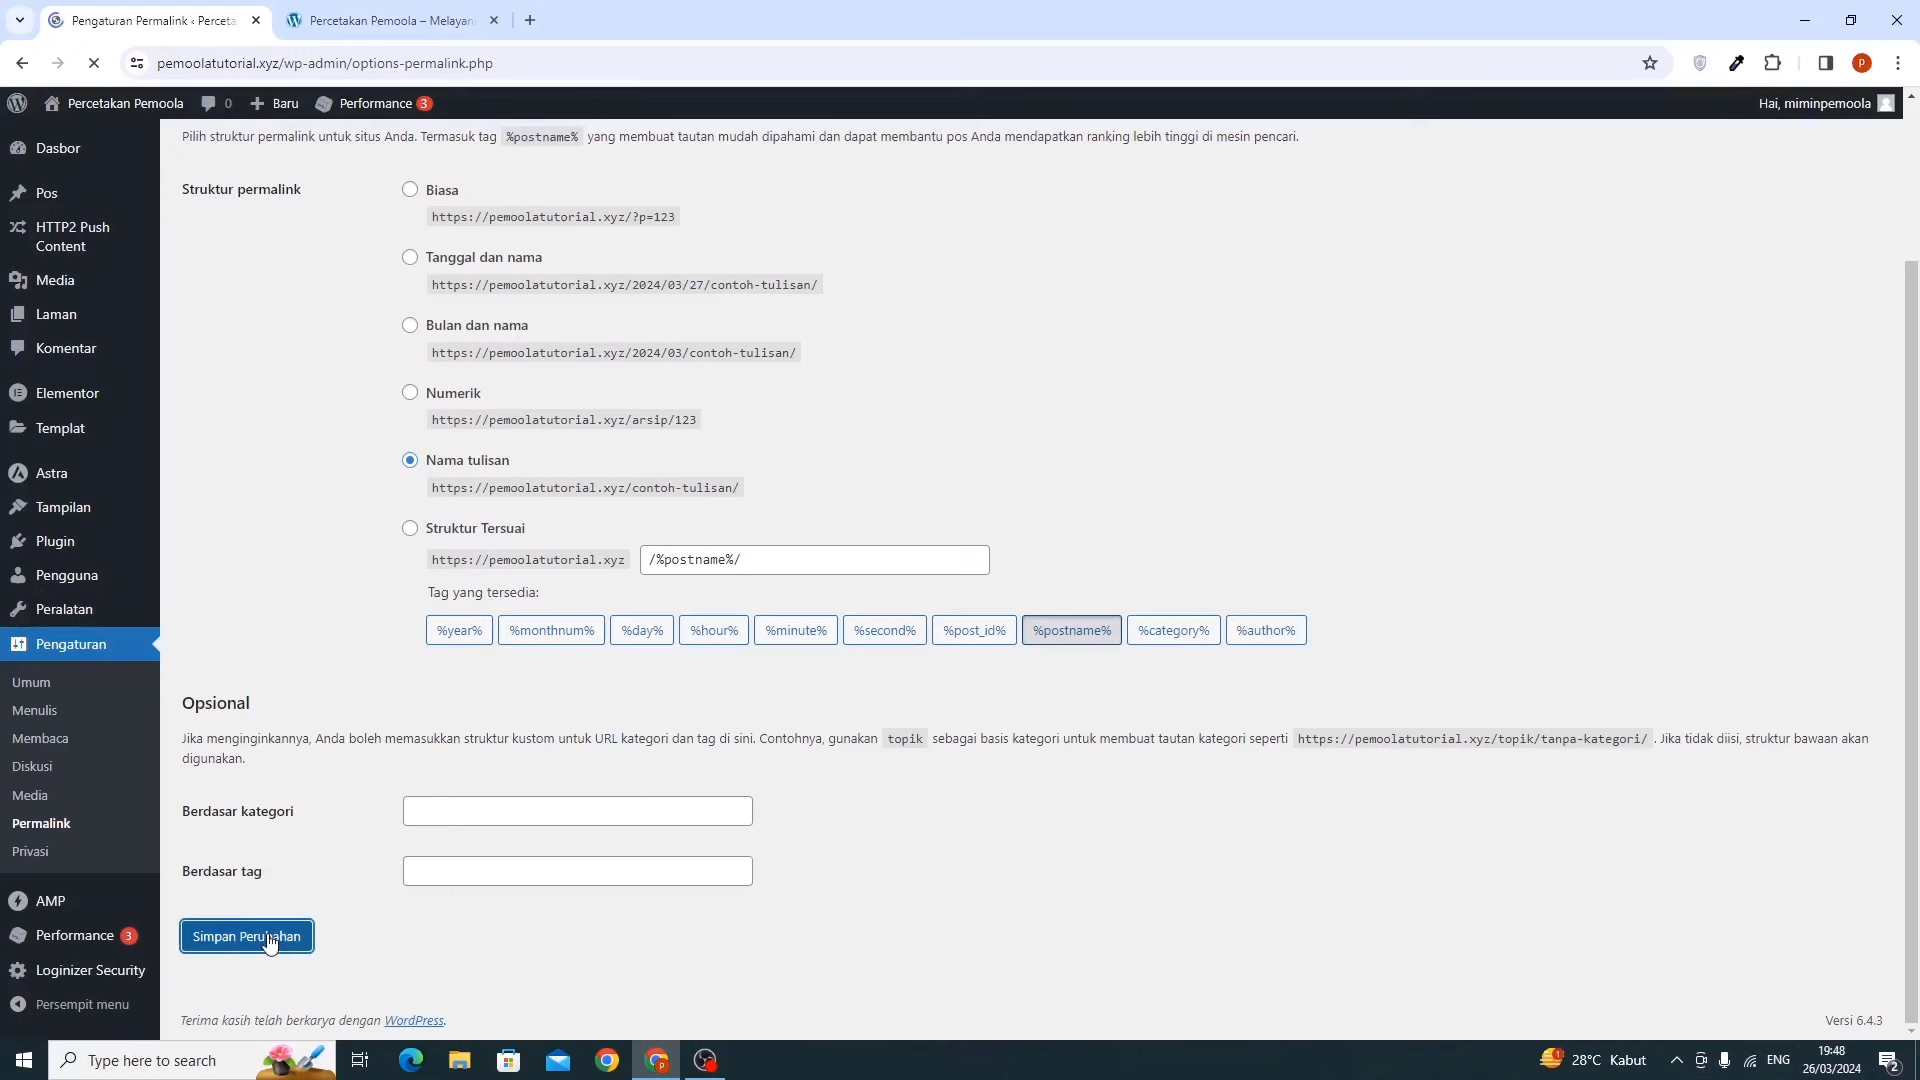 Pengaturan Permalink ‹ Perceta
Percetakan Pemoola – Melayan
pemoolatutorial.xyz/wp-admin/options-permalink.php
P
Percetakan Pemoola
0
Baru
Performance 3
Hai, miminpemoola
Dasbor
Pos
HTTP2 Push
Content
Media
Laman
Komentar
Elementor
Templat
Astra
Tampilan
Plugin
Pengguna
Peralatan
Pengaturan
Umum
Menulis
Membaca
Diskusi
Media
Permalink
Privasi
AMP
Performance 3
Loginizer Security
Persempit menu
Pilih struktur permalink untuk situs Anda. Termasuk tag %postname% yang membuat tautan mudah dipahami dan dapat membantu pos Anda mendapatkan ranking lebih tinggi di mesin pencari.
Struktur permalink
Biasa
https://pemoolatutorial.xyz/?p=123
Tanggal dan nama
https://pemoolatutorial.xyz/2024/03/27/contoh-tulisan/
Bulan dan nama
https://pemoolatutorial.xyz/2024/03/contoh-tulisan/
Numerik
https://pemoolatutorial.xyz/arsip/123
Nama tulisan
https://pemoolatutorial.xyz/contoh-tulisan/
Struktur Tersuai
https://pemoolatutorial.xyz /%postname%/
Tag yang tersedia:
%year% %monthnum% %day% %hour% %minute% %second% %post_id% %postname% %category% %author%
Opsional
Jika menginginkannya, Anda boleh memasukkan struktur kustom untuk URL kategori dan tag di sini. Contohnya, gunakan topik sebagai basis kategori untuk membuat tautan kategori seperti https://pemoolatutorial.xyz/topik/tanpa-kategori/ . Jika tidak diisi, struktur bawaan akan
digunakan.
Berdasar kategori
Berdasar tag
Simpan Perubahan
Terima kasih telah berkarya dengan WordPress.
Versi 6.4.3
Type here to search
28°C Kabut
ENG
19:48
26/03/2024
2